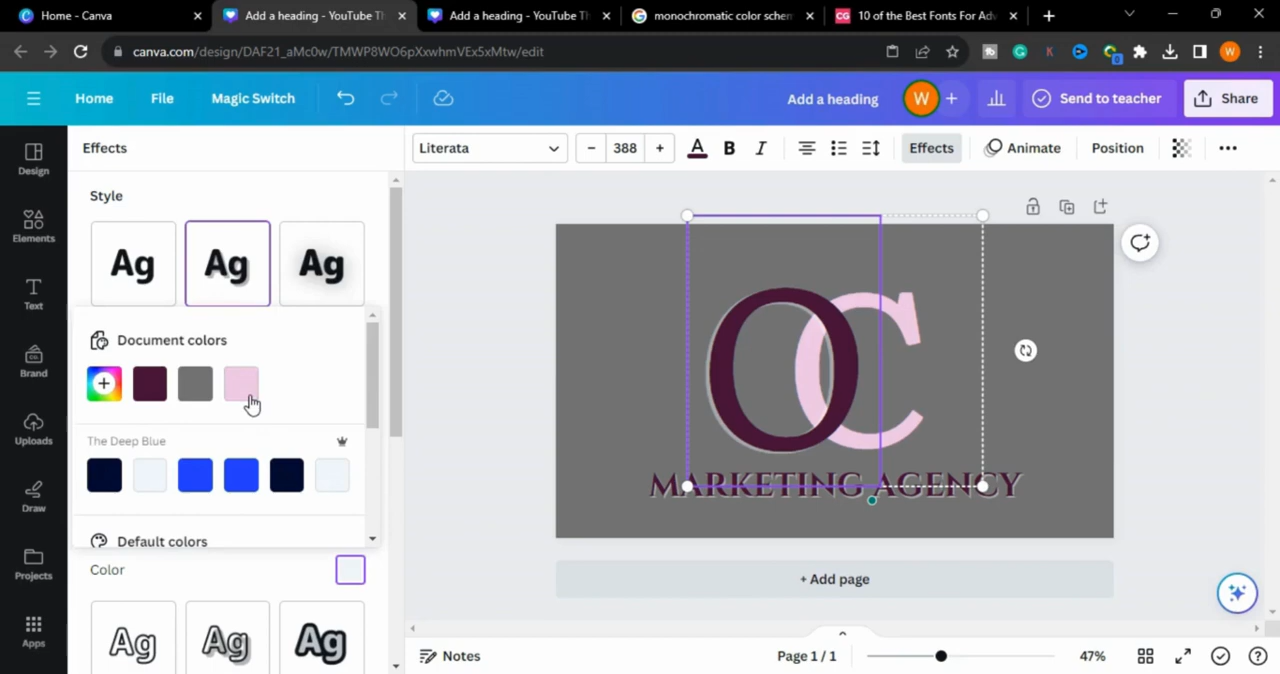 Home - Canva
Add a heading - YouTube Th
Add a heading - YouTube Th
monochromatic color schem
10 of the Best Fonts For Adv
canva.com/design/DAF21_aMc0w/TMWP8WO6pXxwhmVEx5xMtw/edit
W
Home
File
Magic Switch
Add a heading
W
Send to teacher
Share
Effects
Literata
388
A
B
I
Effects
Animate
Position
Design
Elements
Text
Brand
Uploads
Draw
Projects
Apps
Style
Ag
Ag
Ag
Document colors
The Deep Blue
Default colors
Color
Ag
Ag
Ag
OC
MARKETING AGENCY
+ Add page
Notes
Page 1 / 1
47%